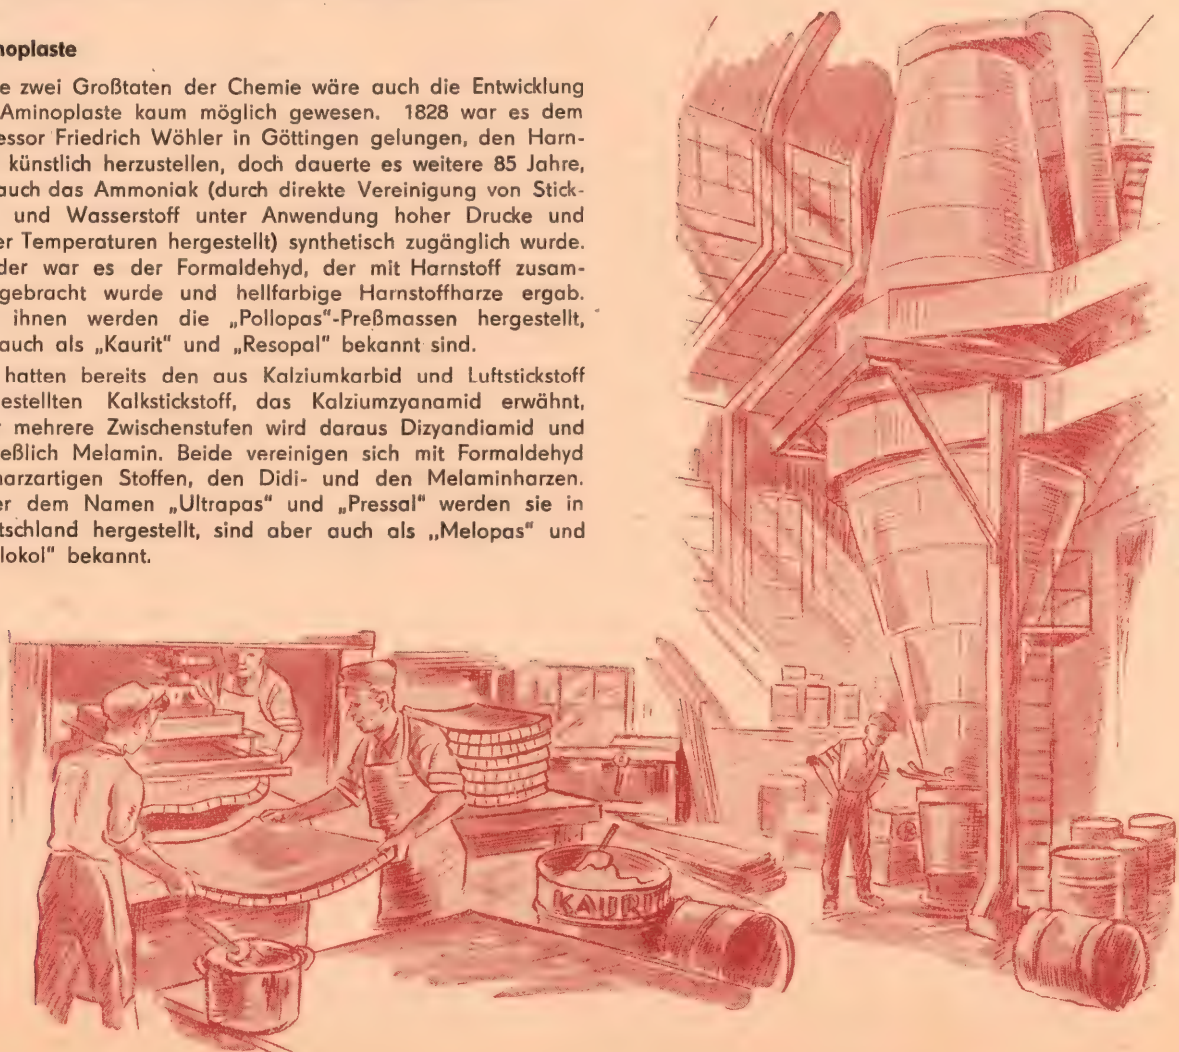 noplaste
e zwei Großtaten der Chemie wäre auch die Entwicklung
Aminoplaste kaum möglich gewesen. 1828 war es dem
essor Friedrich Wöhler in Göttingen gelungen, den Harn-
künstlich herzustellen, doch dauerte es weitere 85 Jahre,
auch das Ammoniak (durch direkte Vereinigung von Stick-
und Wasserstoff unter Anwendung hoher Drucke und
er Temperaturen hergestellt) synthetisch zugänglich wurde.
der war es der Formaldehyd, der mit Harnstoff zusam-
gebracht wurde und hellfarbige Harnstoffharze ergab.
ihnen werden die „Pollopas“-Preßmassen hergestellt,
auch als „Kaurit“ und „Resopal“ bekannt sind.
hatten bereits den aus Kalziumkarbid und Luftstickstoff
estellten Kalkstickstoff, das Kalziumzyanamid erwähnt,
r mehrere Zwischenstufen wird daraus Dizyandiamid und
eßlich Melamin. Beide vereinigen sich mit Formaldehyd
harzartigen Stoffen, den Didi- und den Melaminharzen.
er dem Namen „Ultrapas“ und „Pressal“ werden sie in
tschland hergestellt, sind aber auch als „Melopas“ und
lokol“ bekannt.
KAURIT